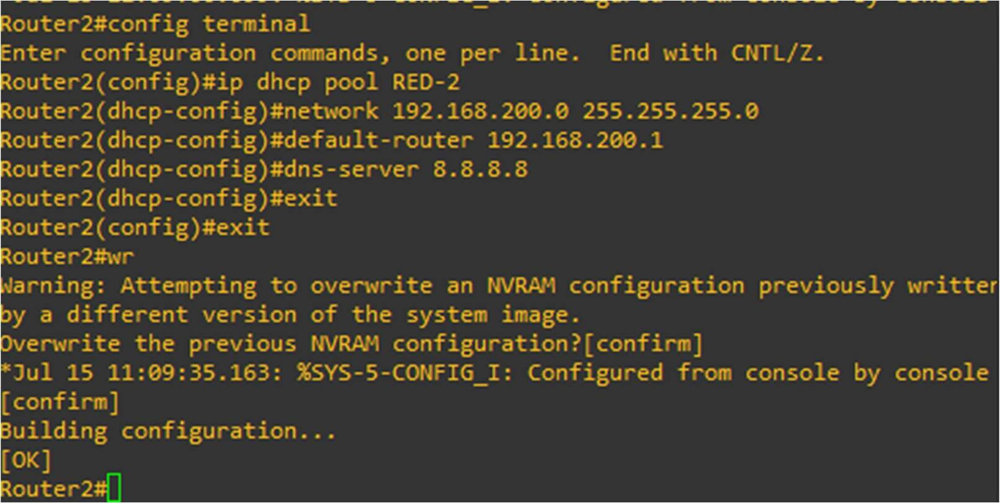 Router2#config terminal
Enter configuration commands, one per line.  End with CNTL/Z.
Router2(config)#ip dhcp pool RED-2
Router2(dhcp-config)#network 192.168.200.0 255.255.255.0
Router2(dhcp-config)#default-router 192.168.200.1
Router2(dhcp-config)#dns-server 8.8.8.8
Router2(dhcp-config)#exit
Router2(config)#exit
Router2#wr
Warning: Attempting to overwrite an NVRAM configuration previously written
by a different version of the system image.
Overwrite the previous NVRAM configuration?[confirm]
*Jul 15 11:09:35.163: %SYS-5-CONFIG_I: Configured from console by console
[confirm]
Building configuration...
[OK]
Router2#